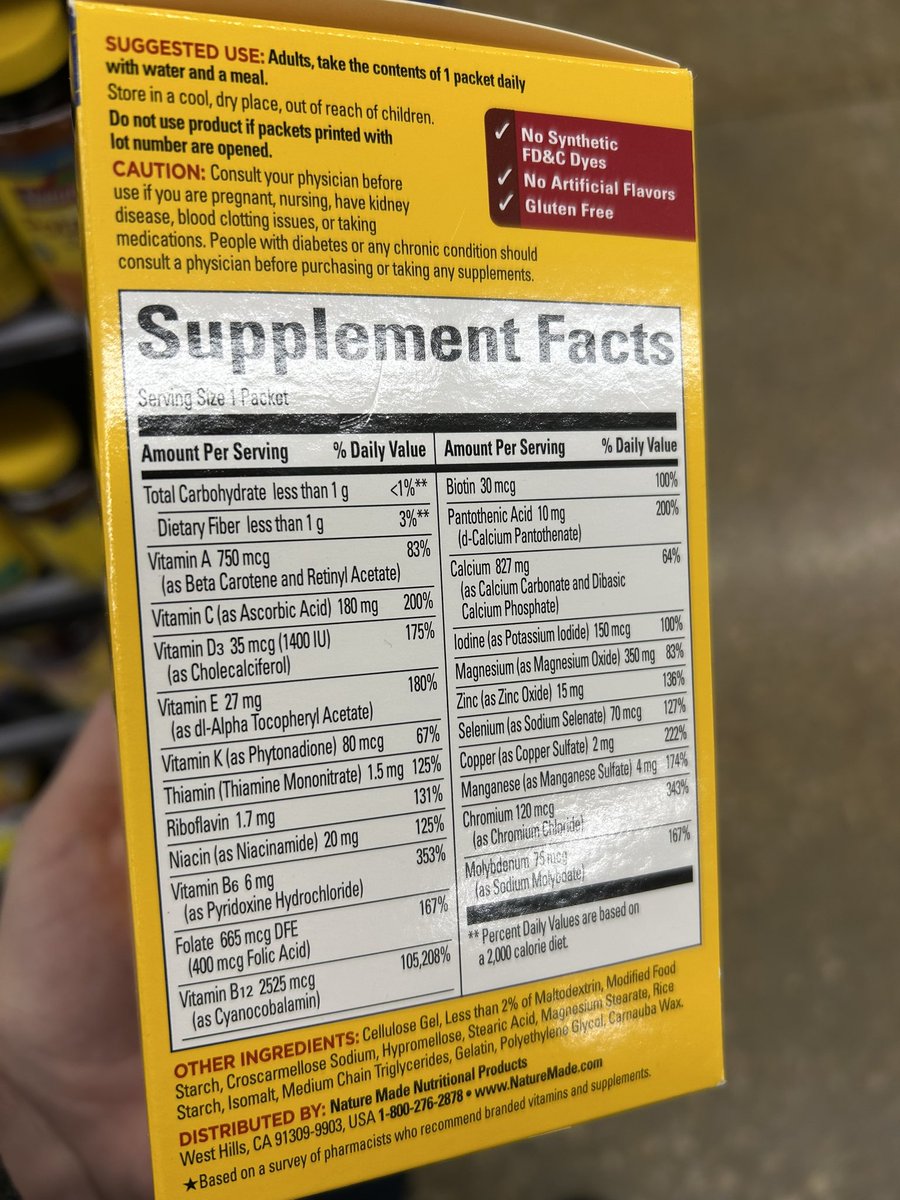 SUGGESTED USE: Adults, take the contents of 1 packet daily
with water and a meal.
Store in a cool, dry place, out of reach of children.
Do not use product if packets printed with
lot number are opened.
CAUTION: Consult your physician before
use if you are pregnant, nursing, have kidney
disease, blood clotting issues, or taking
medications. People with diabetes or any chronic condition should
consult a physician before purchasing or taking any supplements.
✓ No Synthetic
FD&C Dyes
✓ No Artificial Flavors
✓ Gluten Free
Supplement Facts
Serving Size 1 Packet
Amount Per Serving % Daily Value
Total Carbohydrate less than 1 g <1%**
Dietary Fiber less than 1 g 3%**
Vitamin A 750 mcg 83%
(as Beta Carotene and Retinyl Acetate)
Vitamin C (as Ascorbic Acid) 180 mg 200%
Vitamin D3 35 mcg (1400 IU) 175%
(as Cholecalciferol)
Vitamin E 27 mg 180%
(as dl-Alpha Tocopheryl Acetate)
Vitamin K (as Phytonadione) 80 mcg 67%
Thiamin (Thiamine Mononitrate) 1.5 mg 125%
Riboflavin 1.7 mg 131%
Niacin (as Niacinamide) 20 mg 125%
Vitamin B6 6 mg 353%
(as Pyridoxine Hydrochloride)
Folate 665 mcg DFE 167%
(400 mcg Folic Acid)
Vitamin B12 2525 mcg 105,208%
(as Cyanocobalamin)
Amount Per Serving % Daily Value
Biotin 30 mcg 100%
Pantothenic Acid 10 mg 200%
(d-Calcium Pantothenate)
Calcium 827 mg 64%
(as Calcium Carbonate and Dibasic
Calcium Phosphate)
Iodine (as Potassium Iodide) 150 mcg 100%
Magnesium (as Magnesium Oxide) 350 mg 83%
Zinc (as Zinc Oxide) 15 mg 136%
Selenium (as Sodium Selenate) 70 mcg 127%
Copper (as Copper Sulfate) 2 mg 222%
Manganese (as Manganese Sulfate) 4 mg 174%
Chromium 120 mcg 343%
(as Chromium Chloride)
Molybdenum 75 mcg 167%
(as Sodium Molybdate)
** Percent Daily Values are based on
a 2,000 calorie diet.
OTHER INGREDIENTS: Cellulose Gel, Less than 2% of Maltodextrin, Modified Food
Starch, Croscarmellose Sodium, Hypromellose, Stearic Acid, Magnesium Stearate, Rice
Starch, Isomalt, Medium Chain Triglycerides, Gelatin, Polyethylene Glycol, Carnauba Wax.
DISTRIBUTED BY: Nature Made Nutritional Products
West Hills, CA 91309-9903, USA 1-800-276-2878 • www.NatureMade.com
★Based on a survey of pharmacists who recommend branded vitamins and supplements.